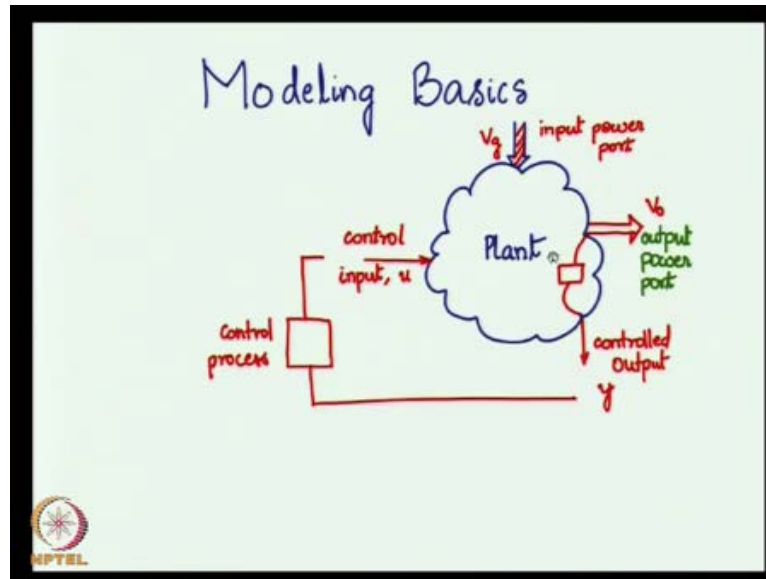 Modeling Basics
Vg
input power
port
Vo
output
power
port
control
input, u
Plant
control
process
controlled
Output
y
NPTEL